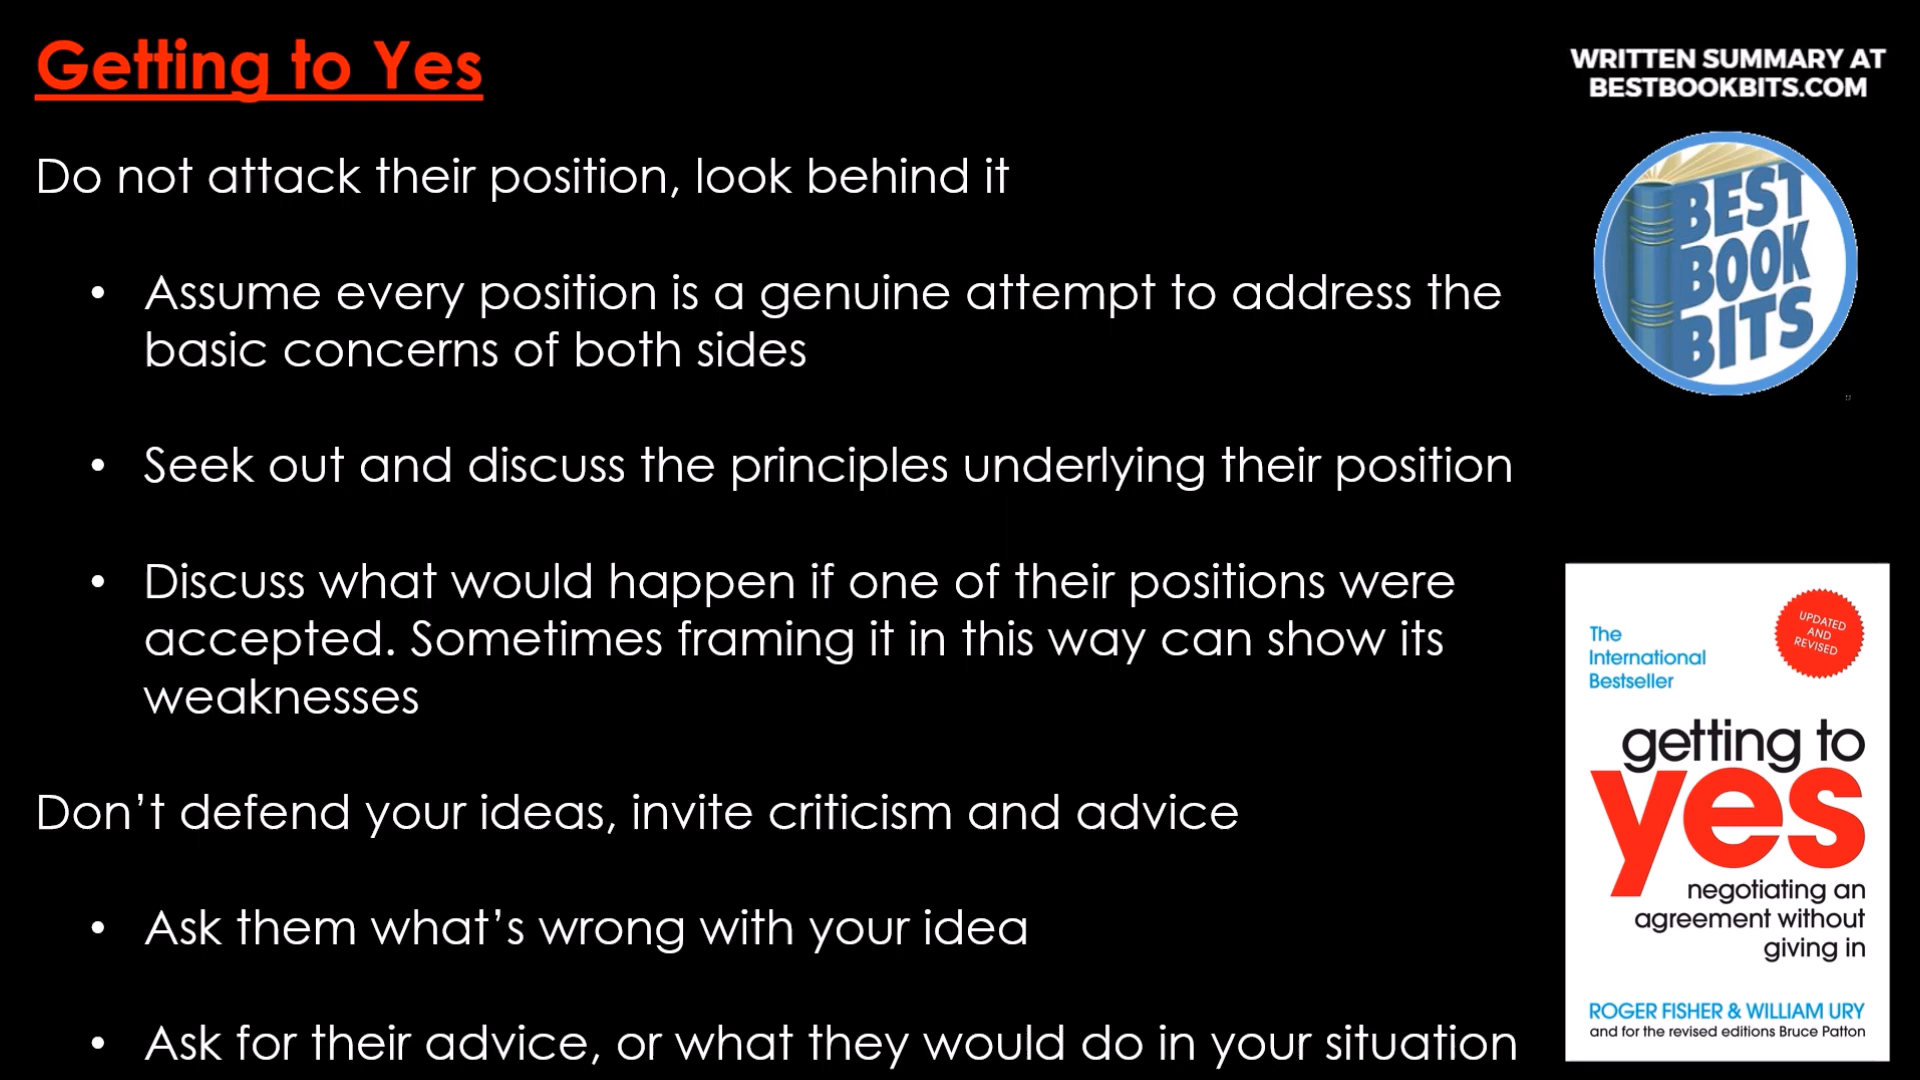 Getting to Yes
WRITTEN SUMMARY AT
BESTBOOKBITS.COM
Do not attack their position, look behind it
BEST
BOOK
BITS
• Assume every position is a genuine attempt to address the
basic concerns of both sides
• Seek out and discuss the principles underlying their position
• Discuss what would happen if one of their positions were
accepted. Sometimes framing it in this way can show its
weaknesses
Don’t defend your ideas, invite criticism and advice
• Ask them what’s wrong with your idea
• Ask for their advice, or what they would do in your situation
The
International
Bestseller
UPDATED
AND
REVISED
getting to
yes
negotiating an
agreement without
giving in
ROGER FISHER & WILLIAM URY
and for the revised editions Bruce Patton